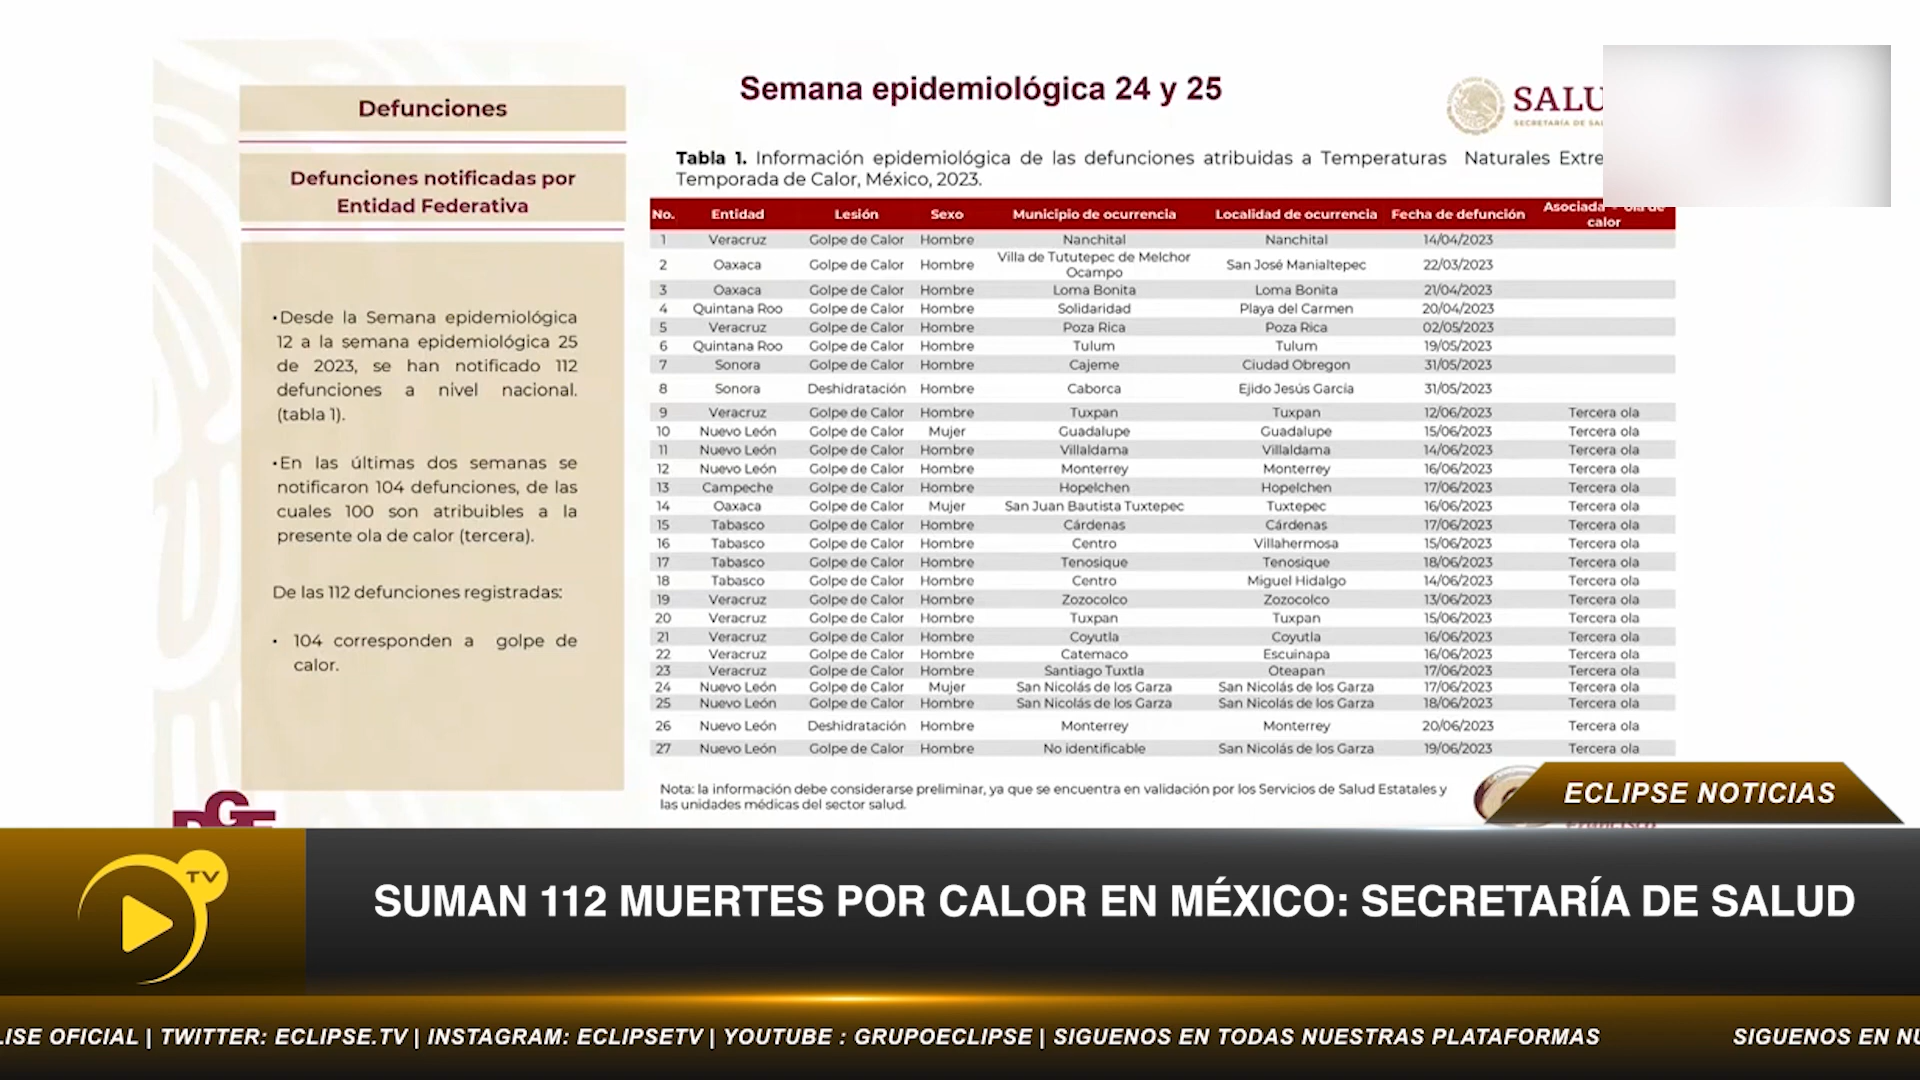 Semana epidemiológica 24 y 25
Defunciones
Defunciones notificadas por
Entidad Federativa
•Desde la Semana epidemiológica
12 a la semana epidemiológica 25
de 2023, se han notificado 112
defunciones a nivel nacional.
(tabla 1).
•En las últimas dos semanas se
notificaron 104 defunciones, de las
cuales 100 son atribuibles a la
presente ola de calor (tercera).
De las 112 defunciones registradas:
• 104 corresponden a golpe de
calor.
SALU
SECRETARÍA DE SAL
Tabla 1. Información epidemiológica de las defunciones atribuidas a Temperaturas Naturales Extre
Temporada de Calor, México, 2023.
No. Entidad Lesión Sexo Municipio de ocurrencia Localidad de ocurrencia Fecha de defunción Asociada ola de
calor
1 Veracruz Golpe de Calor Hombre Nanchital Nanchital 14/04/2023
2 Oaxaca Golpe de Calor Hombre Villa de Tututepec de Melchor Ocampo San José Manialtepec 22/03/2023
3 Oaxaca Golpe de Calor Hombre Loma Bonita Loma Bonita 21/04/2023
4 Quintana Roo Golpe de Calor Hombre Solidaridad Playa del Carmen 20/04/2023
5 Veracruz Golpe de Calor Hombre Poza Rica Poza Rica 02/05/2023
6 Quintana Roo Golpe de Calor Hombre Tulum Tulum 19/05/2023
7 Sonora Golpe de Calor Hombre Cajeme Ciudad Obregon 31/05/2023
8 Sonora Deshidratación Hombre Caborca Ejido Jesús García 31/05/2023
9 Veracruz Golpe de Calor Hombre Tuxpan Tuxpan 12/06/2023 Tercera ola
10 Nuevo León Golpe de Calor Mujer Guadalupe Guadalupe 15/06/2023 Tercera ola
11 Nuevo León Golpe de Calor Hombre Villaldama Villaldama 14/06/2023 Tercera ola
12 Nuevo León Golpe de Calor Hombre Monterrey Monterrey 16/06/2023 Tercera ola
13 Campeche Golpe de Calor Hombre Hopelchen Hopelchen 17/06/2023 Tercera ola
14 Oaxaca Golpe de Calor Mujer San Juan Bautista Tuxtepec Tuxtepec 16/06/2023 Tercera ola
15 Tabasco Golpe de Calor Hombre Cárdenas Cárdenas 17/06/2023 Tercera ola
16 Tabasco Golpe de Calor Hombre Centro Villahermosa 15/06/2023 Tercera ola
17 Tabasco Golpe de Calor Hombre Tenosique Tenosique 18/06/2023 Tercera ola
18 Tabasco Golpe de Calor Hombre Centro Miguel Hidalgo 14/06/2023 Tercera ola
19 Veracruz Golpe de Calor Hombre Zozocolco Zozocolco 13/06/2023 Tercera ola
20 Veracruz Golpe de Calor Hombre Tuxpan Tuxpan 15/06/2023 Tercera ola
21 Veracruz Golpe de Calor Hombre Coyutla Coyutla 16/06/2023 Tercera ola
22 Veracruz Golpe de Calor Hombre Catemaco Escuinapa 16/06/2023 Tercera ola
23 Veracruz Golpe de Calor Hombre Santiago Tuxtla Oteapan 17/06/2023 Tercera ola
24 Nuevo León Golpe de Calor Mujer San Nicolás de los Garza San Nicolás de los Garza 17/06/2023 Tercera ola
25 Nuevo León Golpe de Calor Hombre San Nicolás de los Garza San Nicolás de los Garza 18/06/2023 Tercera ola
26 Nuevo León Deshidratación Hombre Monterrey Monterrey 20/06/2023 Tercera ola
27 Nuevo León Golpe de Calor Hombre No identificable San Nicolás de los Garza 19/06/2023 Tercera ola
Nota: la información debe considerarse preliminar, ya que se encuentra en validación por los Servicios de Salud Estatales y
las unidades médicas del sector salud.
ECLIPSE NOTICIAS
TV
SUMAN 112 MUERTES POR CALOR EN MÉXICO: SECRETARÍA DE SALUD
LISE OFICIAL | TWITTER: ECLIPSE.TV | INSTAGRAM: ECLIPSETV | YOUTUBE : GRUPOECLIPSE | SIGUENOS EN TODAS NUESTRAS PLATAFORMAS SIGUENOS EN NU